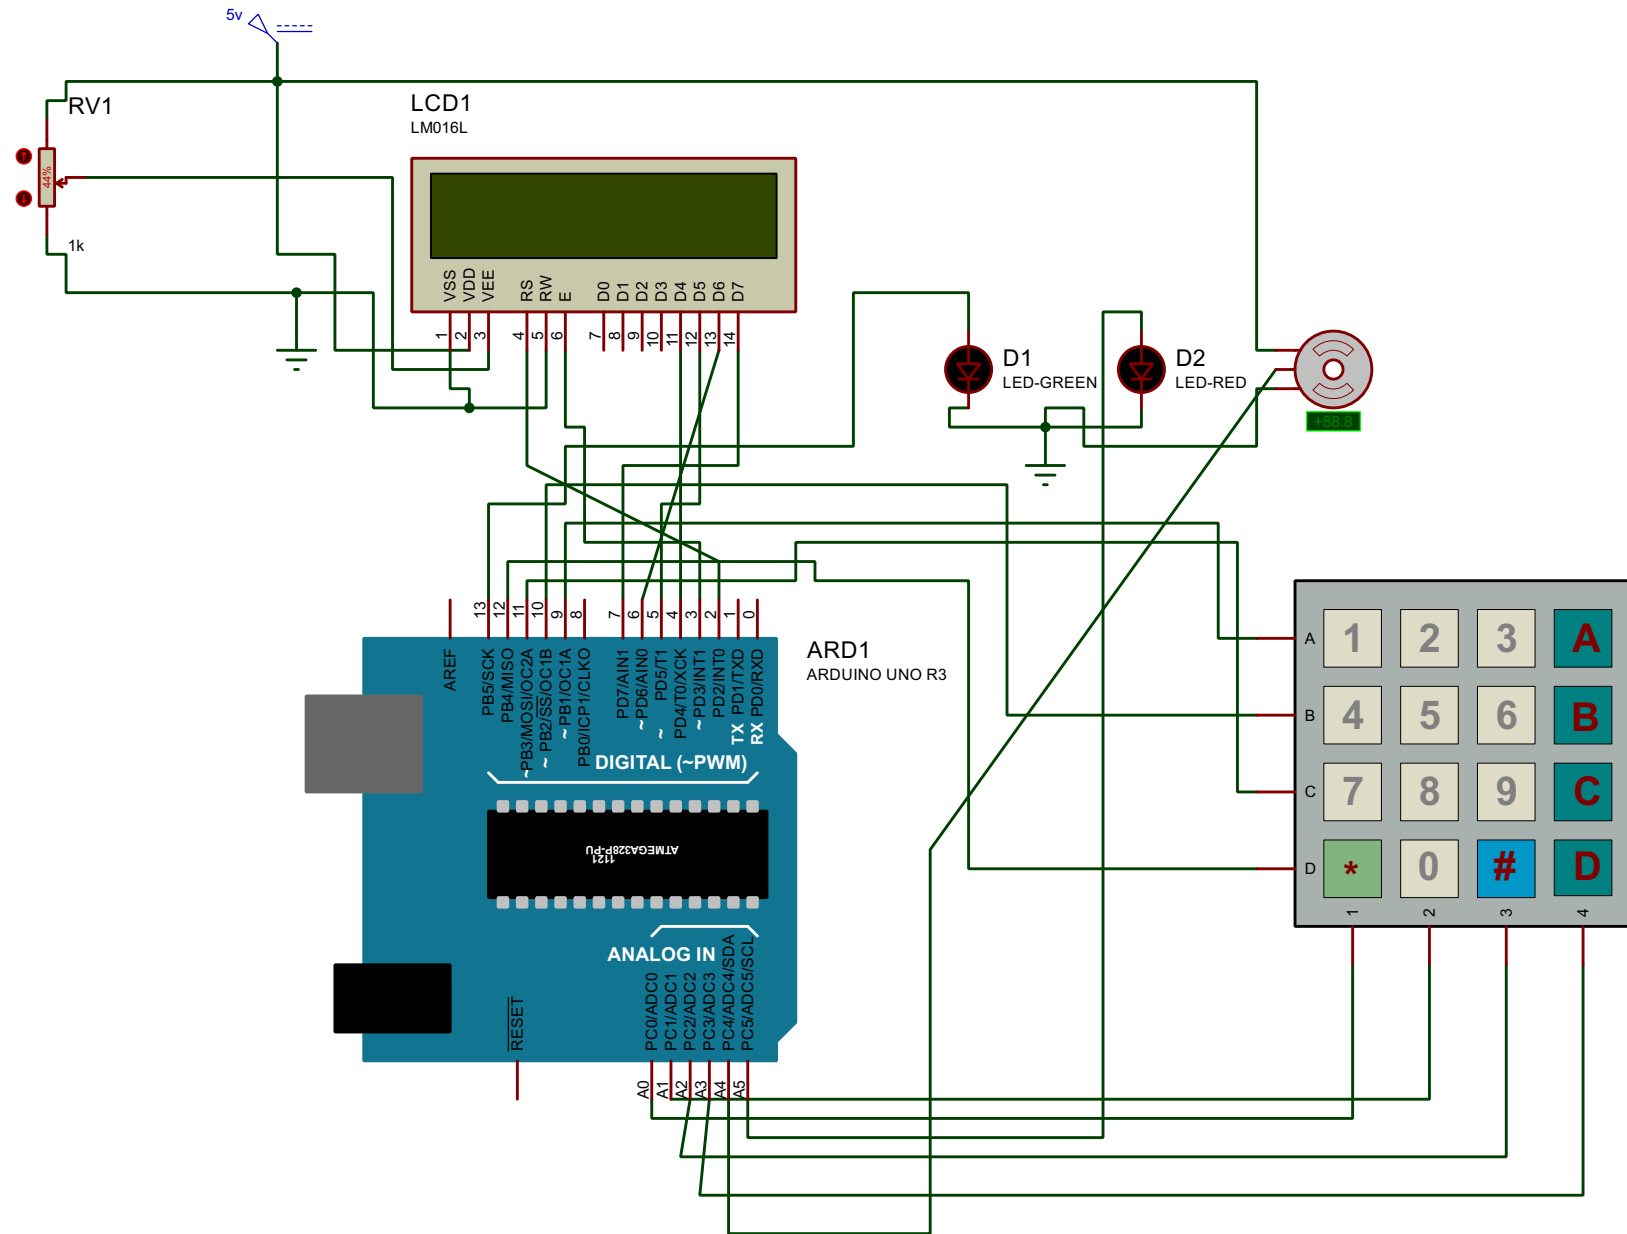 5v
RV1
44%
1k
LCD1
LM016L
VSS
VDD
VEE
RS
RW
E
D0
D1
D2
D3
D4
D5
D6
D7
1
2
3
4
5
6
7
8
9
10
11
12
13
14
D1
LED-GREEN
D2
LED-RED
+88.8
13
12
11
10
9
8
7
6
5
4
3
2
1
0
ARD1
ARDUINO UNO R3
AREF
PB5/SCK
PB4/MISO
~PB3/MOSI/OC2A
~ PB2/SS/OC1B
~ PB1/OC1A
PB0/ICP1/CLKO
PD7/AIN1
~PD6/AIN0
~ PD5/T1
PD4/T0/XCK
~PD3/INT1
PD2/INT0
TX PD1/TXD
RX PD0/RXD
DIGITAL (~PWM)
ATMEGA328P-PU
1121
ANALOG IN
RESET
PC0/ADC0
PC1/ADC1
PC2/ADC2
PC3/ADC3
PC4/ADC4/SDA
PC5/ADC5/SCL
A0
A1
A2
A3
A4
A5
A 1 2 3 A
B 4 5 6 B
C 7 8 9 C
D * 0 # D
1 2 3 4